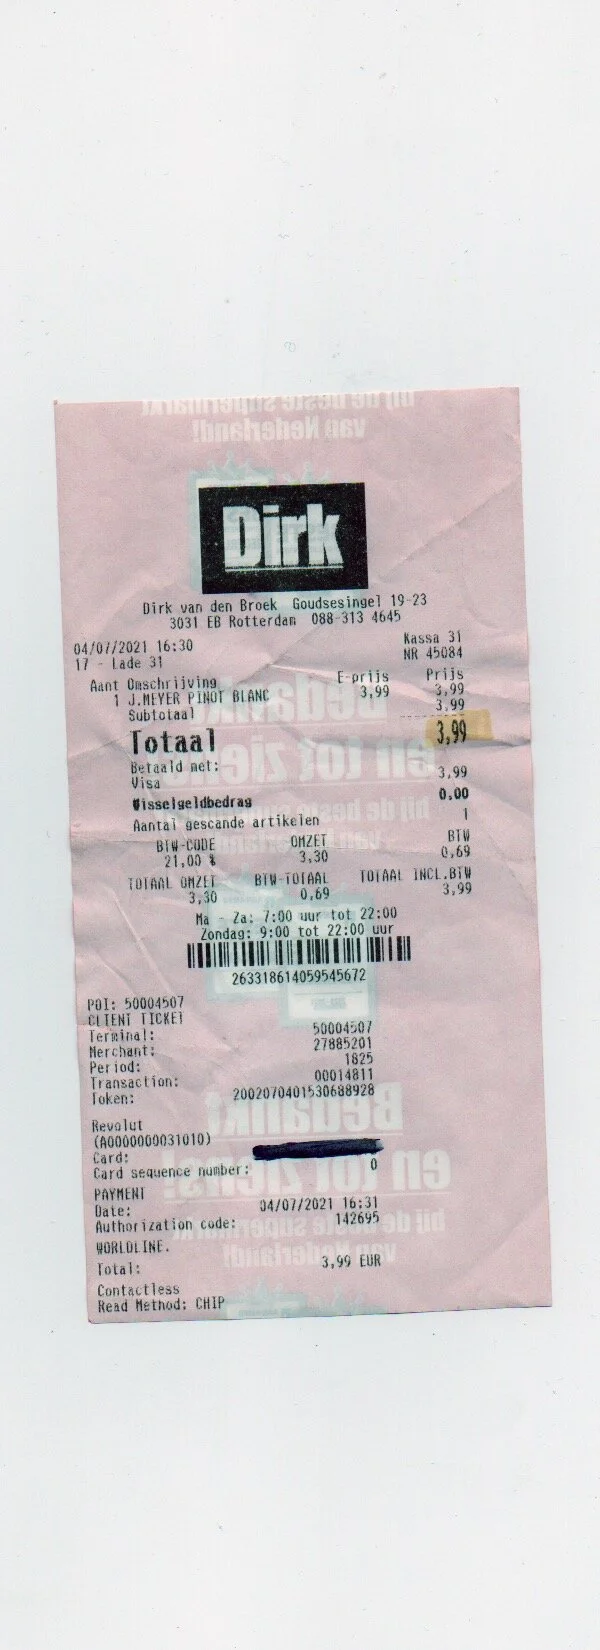 Dirk
Dirk van den Broek Goudsesingel 19-23
3031 EB Rotterdam 088-313 4645
04/07/2021 16:30 Kassa 31
17 - Lade 31 NR 45084
Aant Omschrijving E-prijs Prijs
1 J.MEYER PINOT BLANC 3,99 3,99
Subtotaal 3,99
Totaal 3,99
Betaald met:
Visa 3,99
Wisselgeldbedrag 0,00
Aantal gescande artikelen 1
BTW-CODE OMZET BTW
21,00 % 3,30 0,69
TOTAAL OMZET BTW-TOTAAL TOTAAL INCL.BTW
3,30 0,69 3,99
Ma - Za: 7:00 uur tot 22:00
Zondag: 9:00 tot 22:00 uur
263318614059545672
POI: 50004507
CLIENT TICKET
Terminal: 50004507
Merchant: 27885201
Period: 1825
Transaction: 00014811
Token: 2002070401530688928
Revolut
(A0000000031010)
Card:
Card sequence number: 0
PAYMENT
Date: 04/07/2021 16:31
Authorization code: 142695
WORLDLINE.
Total: 3,99 EUR
Contactless
Read Method: CHIP